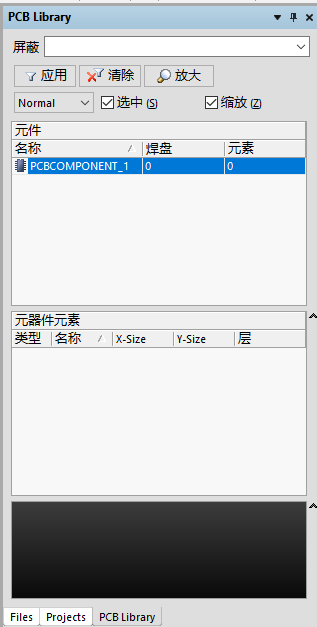 PCB Library
屏蔽
应用 清除 放大
Normal 选中 (S) 缩放 (Z)
元件
名称 焊盘 元素
PCBCOMPONENT_1 0 0
元器件元素
类型 名称 X-Size Y-Size 层
Files Projects PCB Library